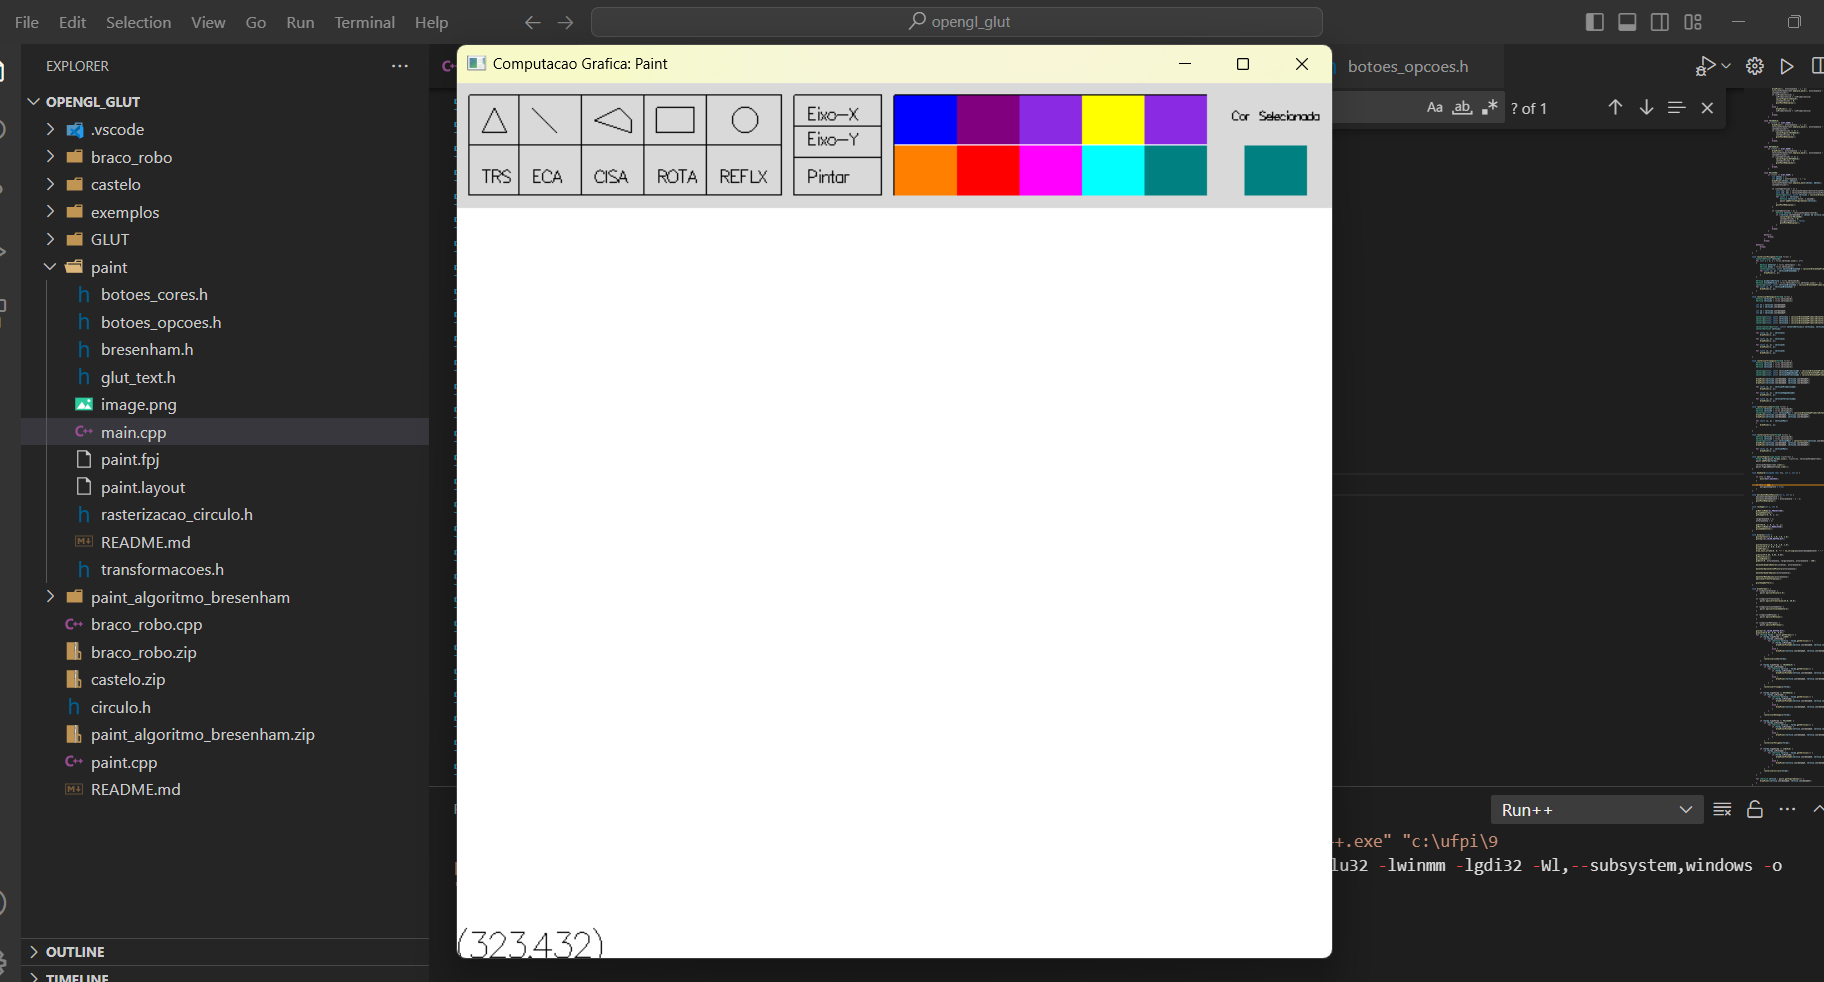 File Edit Selection View Go Run Terminal Help
opengl_glut
EXPLORER
OPENGL_GLUT
.vscode
braco_robo
castelo
exemplos
GLUT
paint
botoes_cores.h
botoes_opcoes.h
bresenham.h
glut_text.h
image.png
main.cpp
paint.fpj
paint.layout
rasterizacao_circulo.h
README.md
transformacoes.h
paint_algoritmo_bresenham
braco_robo.cpp
braco_robo.zip
castelo.zip
circulo.h
paint_algoritmo_bresenham.zip
paint.cpp
README.md
OUTLINE
TIMELINE
Computacao Grafica: Paint
Eixo-X
Eixo-Y
Pintar
TRS ECA CISA ROTA REFLX
Cor Selecionada
(323,432)
botoes_opcoes.h
Aa ab .*
? of 1
Run++
+.exe" "c:\ufpi\9
lu32 -lwinmm -lgdi32 -Wl,--subsystem,windows -o